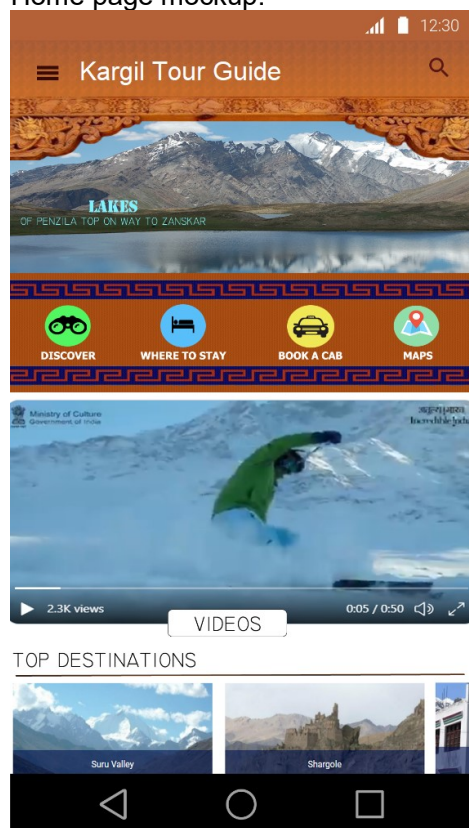 Home page mockup:
12:30
Kargil Tour Guide
LAKES
OF PENZILA TOP ON WAY TO ZANSKAR
DISCOVER
WHERE TO STAY
BOOK A CAB
MAPS
Ministry of Culture
Government of India
अतुल्य भारत
Incredible India
2.3K views
0:05 / 0:50
VIDEOS
TOP DESTINATIONS
Suru Valley
Shargole